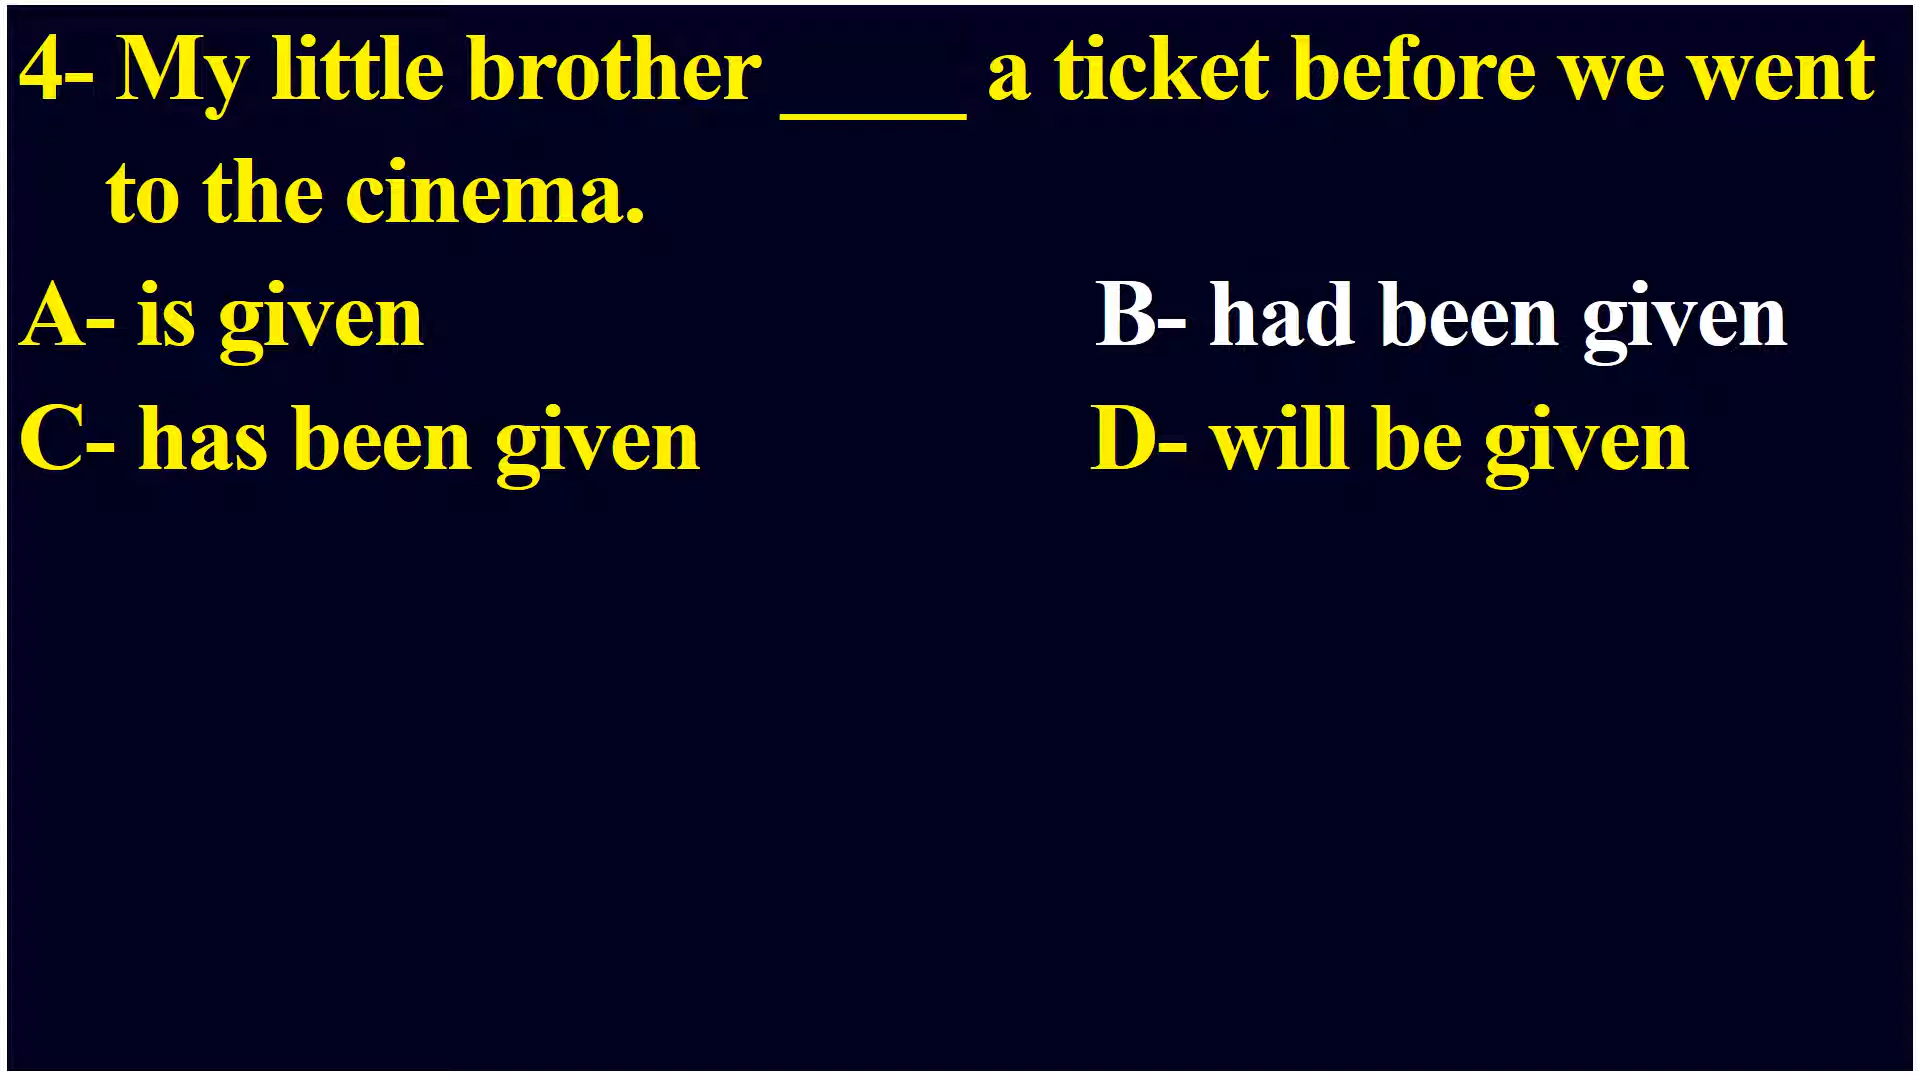 4- My little brother _____ a ticket before we went
to the cinema.
A- is given B- had been given
C- has been given D- will be given